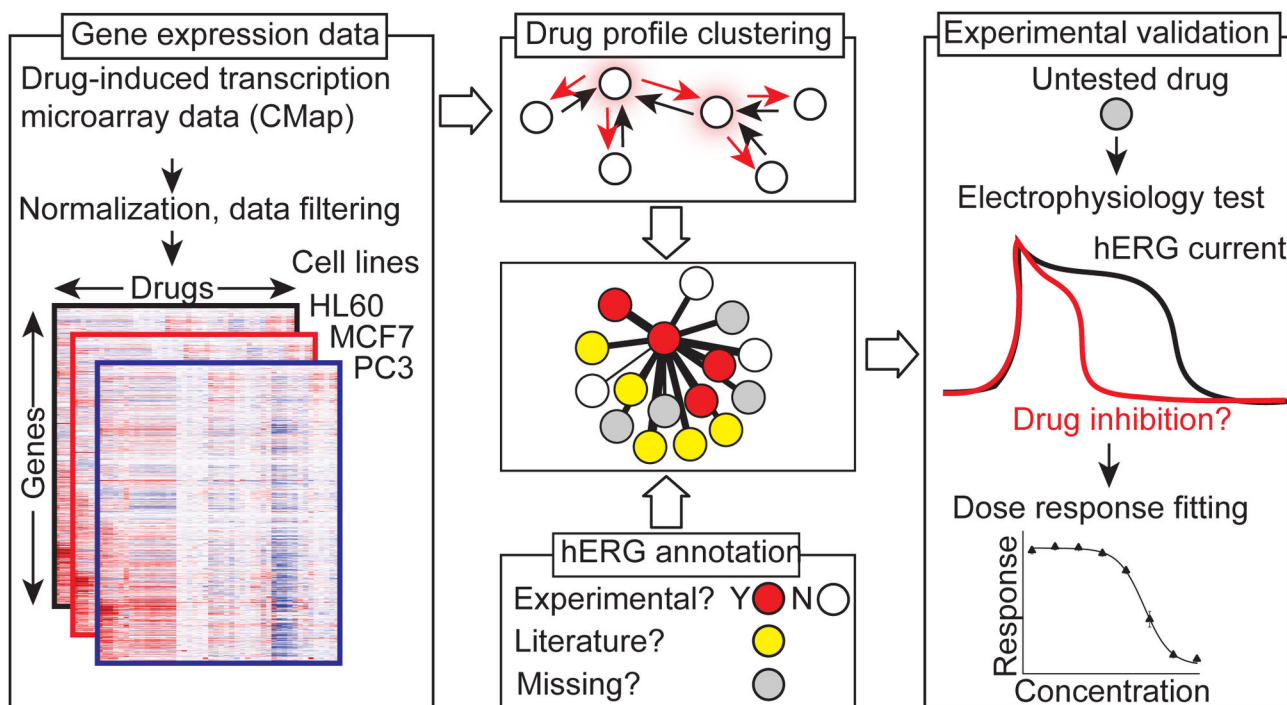 Gene expression data
Drug-induced transcription
microarray data (CMap)
Normalization, data filtering
Cell lines
Drugs
HL60
MCF7
PC3
Genes
Drug profile clustering
hERG annotation
Experimental? Y N
Literature?
Missing?
Experimental validation
Untested drug
Electrophysiology test
hERG current
Drug inhibition?
Dose response fitting
Response
Concentration